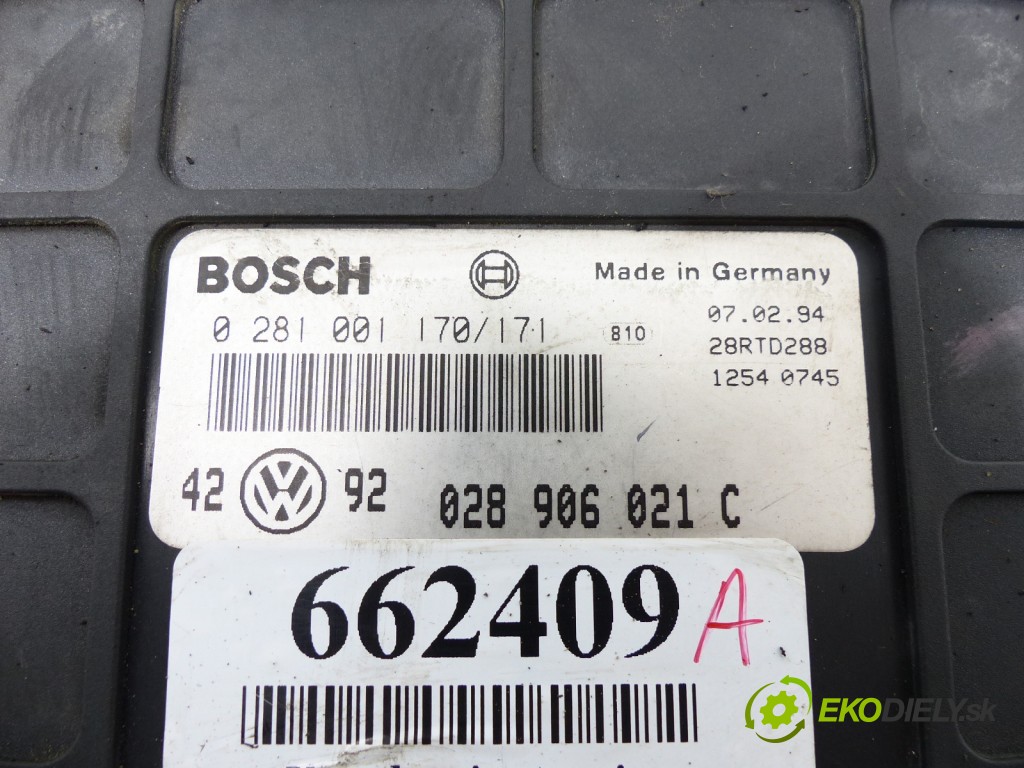 BOSCH Made in Germany
0 281 001 170/171 810 07.02.94
28RTD288
1254 0745
42 VW 92 028 906 021 C
662409 A
EKODIELY.sk